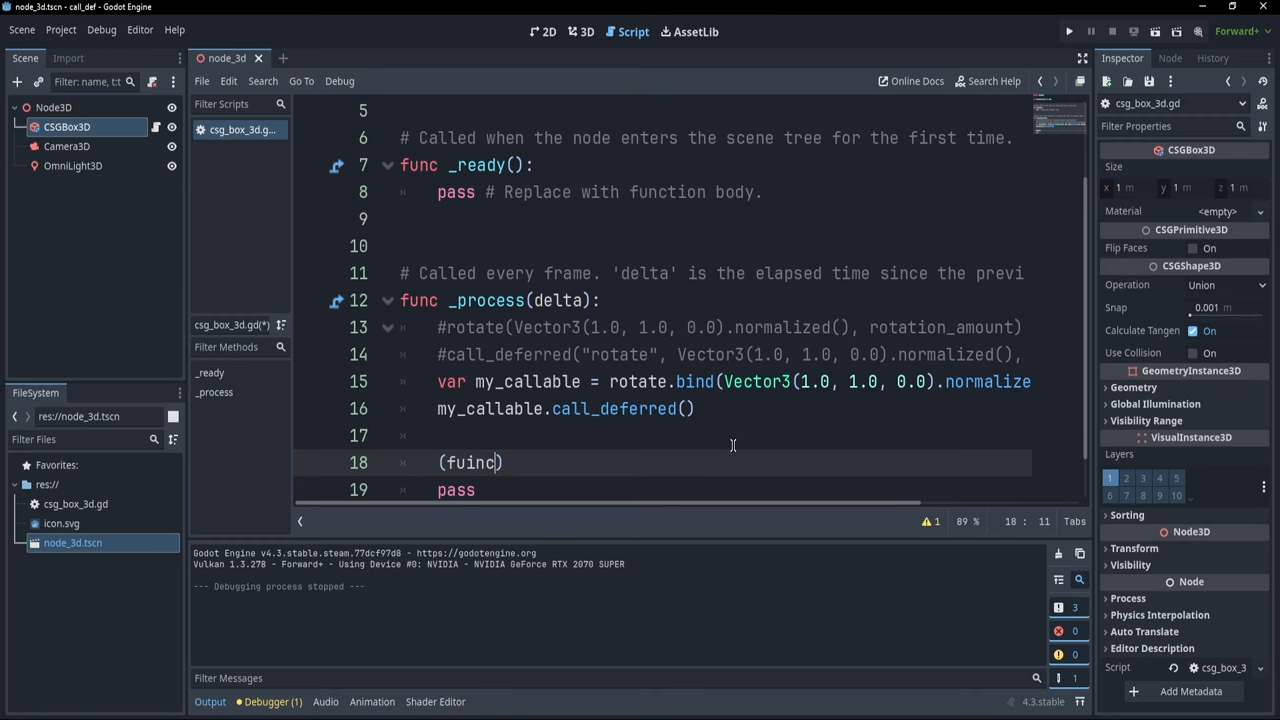 node_3d.tscn - call_def - Godot Engine
Scene Project Debug Editor Help
2D 3D Script AssetLib
Forward+
Scene Import
Filter: name, t:t
Node3D
CSGBox3D
Camera3D
OmniLight3D
FileSystem
res://node_3d.tscn
Filter Files
Favorites:
res://
csg_box_3d.gd
icon.svg
node_3d.tscn
node_3d
File Edit Search Go To Debug
Online Docs Search Help
Filter Scripts
csg_box_3d.g...
csg_box_3d.gd(*)
Filter Methods
_ready
_process
5
6 # Called when the node enters the scene tree for the first time.
7 func _ready():
8 pass # Replace with function body.
9
10
11 # Called every frame. 'delta' is the elapsed time since the previ
12 func _process(delta):
13 #rotate(Vector3(1.0, 1.0, 0.0).normalized(), rotation_amount)
14 #call_deferred("rotate", Vector3(1.0, 1.0, 0.0).normalized(),
15 var my_callable = rotate.bind(Vector3(1.0, 1.0, 0.0).normalize
16 my_callable.call_deferred()
17
18 (fuinc)
19 pass
1 89 % 18 : 11 Tabs
Godot Engine v4.3.stable.steam.77dcf97d8 - https://godotengine.org
Vulkan 1.3.278 - Forward+ - Using Device #0: NVIDIA - NVIDIA GeForce RTX 2070 SUPER
--- Debugging process stopped ---
3
0
0
1
Filter Messages
Output Debugger (1) Audio Animation Shader Editor
4.3.stable
Inspector Node History
csg_box_3d.gd
Filter Properties
CSGBox3D
Size
x 1 m y 1 m z 1 m
Material <empty>
CSGPrimitive3D
Flip Faces On
CSGShape3D
Operation Union
Snap 0.001 m
Calculate Tangen On
Use Collision On
GeometryInstance3D
Geometry
Global Illumination
Visibility Range
VisualInstance3D
Layers
1 2 3 4 5
6 7 8 9 10
Sorting
Node3D
Transform
Visibility
Node
Process
Physics Interpolation
Auto Translate
Editor Description
Script csg_box_3
Add Metadata